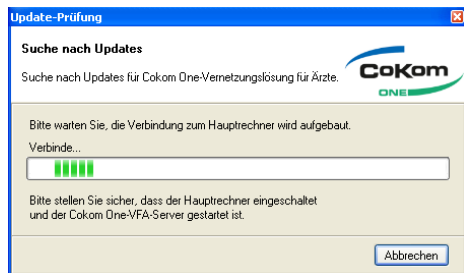 Update-Prüfung
Suche nach Updates
Suche nach Updates für Cokom One-Vernetzungslösung für Ärzte.
CoKom
ONE
Bitte warten Sie, die Verbindung zum Hauptrechner wird aufgebaut.
Verbinde...
Bitte stellen Sie sicher, dass der Hauptrechner eingeschaltet
und der Cokom One-VFA-Server gestartet ist.
Abbrechen